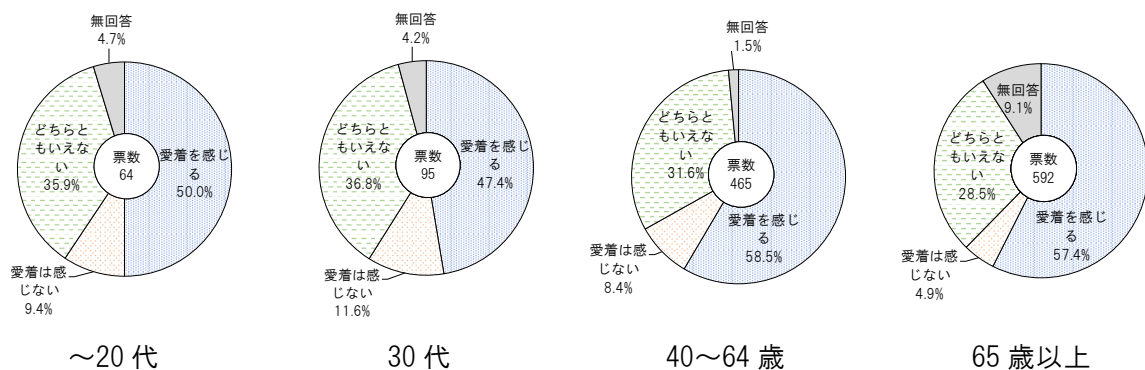 無回答
4.7%
どちらと
もいえな
い
35.9%
票数
64
愛着を感じ
る
50.0%
愛着は感
じない
9.4%
～20 代
無回答
4.2%
どちらと
もいえな
い
36.8%
票数
95
愛着を感じ
る
47.4%
愛着は感
じない
11.6%
30 代
無回答
1.5%
どちらと
もいえな
い
31.6%
票数
465
愛着を感じ
る
58.5%
愛着は感
じない
8.4%
40～64 歳
無回答
9.1%
どちらと
もいえな
い
28.5%
票数
592
愛着を感じ
る
57.4%
愛着は感
じない
4.9%
65 歳以上